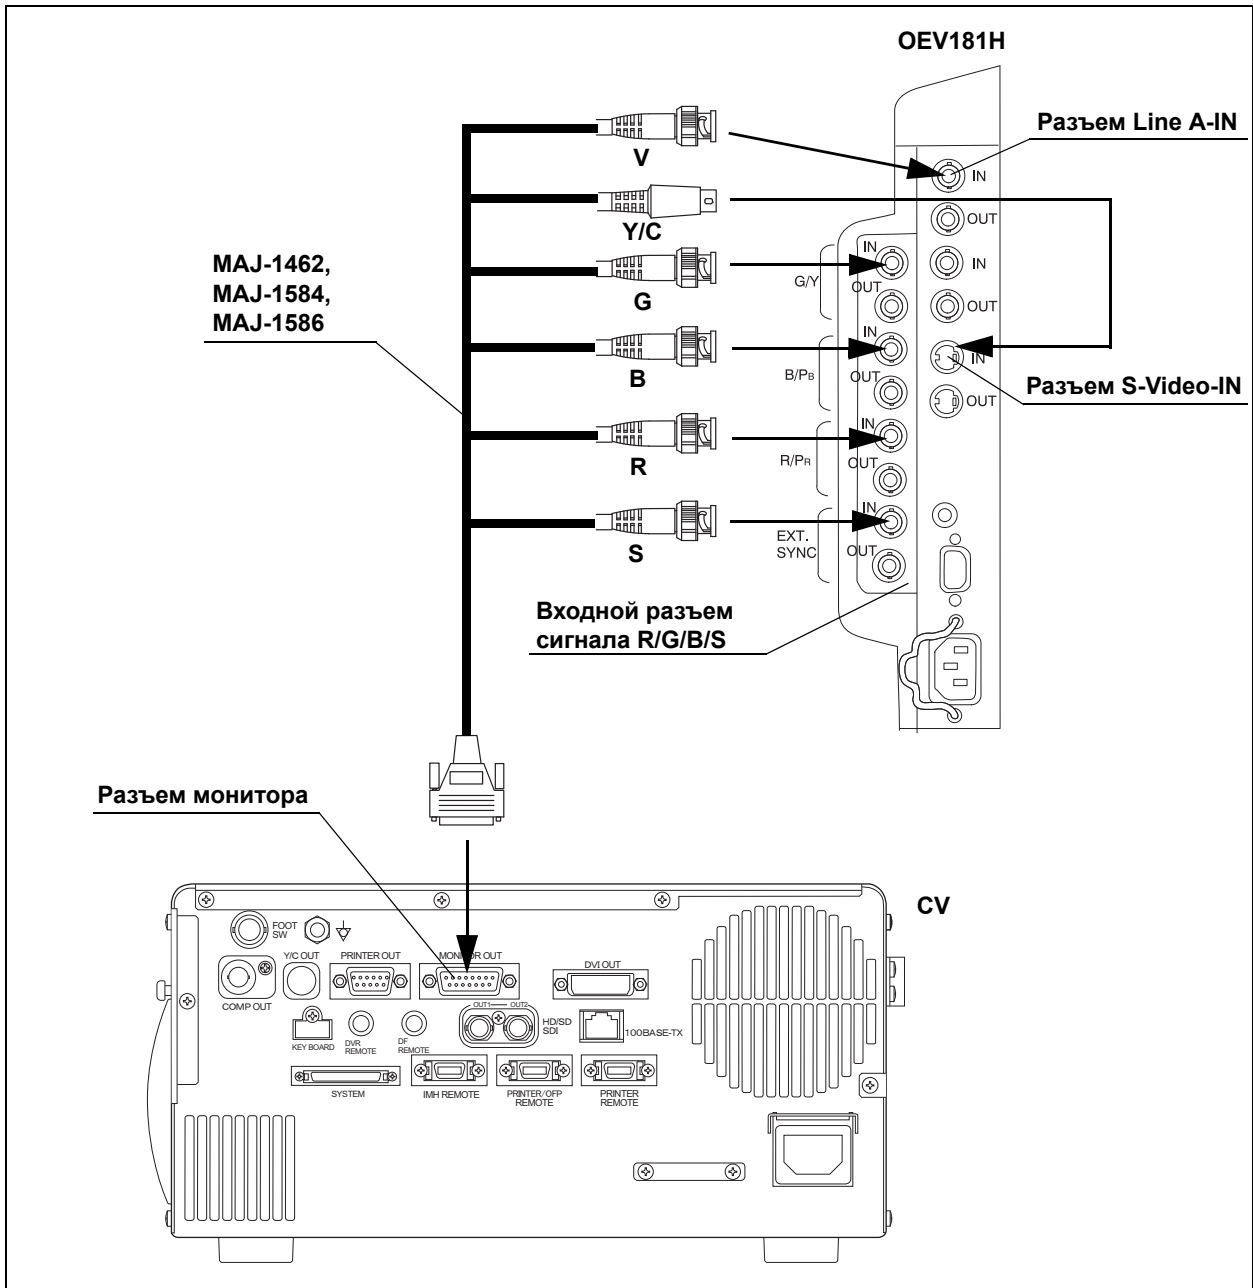 OEV181H
Разъем Line A-IN
V
IN
Y/C
OUT
MAJ-1462,
MAJ-1584,
MAJ-1586
G
G/Y
IN
OUT
IN
OUT
B
B/PB
IN
OUT
IN
OUT
Разъем S-Video-IN
R
R/PR
IN
OUT
S
EXT.
SYNC
IN
OUT
Входной разъем
сигнала R/G/B/S
Разъем монитора
CV
FOOT
SW
Y/C OUT
PRINTER OUT
MONITOR OUT
DVI OUT
COMP OUT
OUT1
OUT2
HD/SD
SDI
100BASE-TX
KEY BOARD
DVR
REMOTE
DF
REMOTE
SYSTEM
IMH REMOTE
PRINTER/OFP
REMOTE
PRINTER
REMOTE